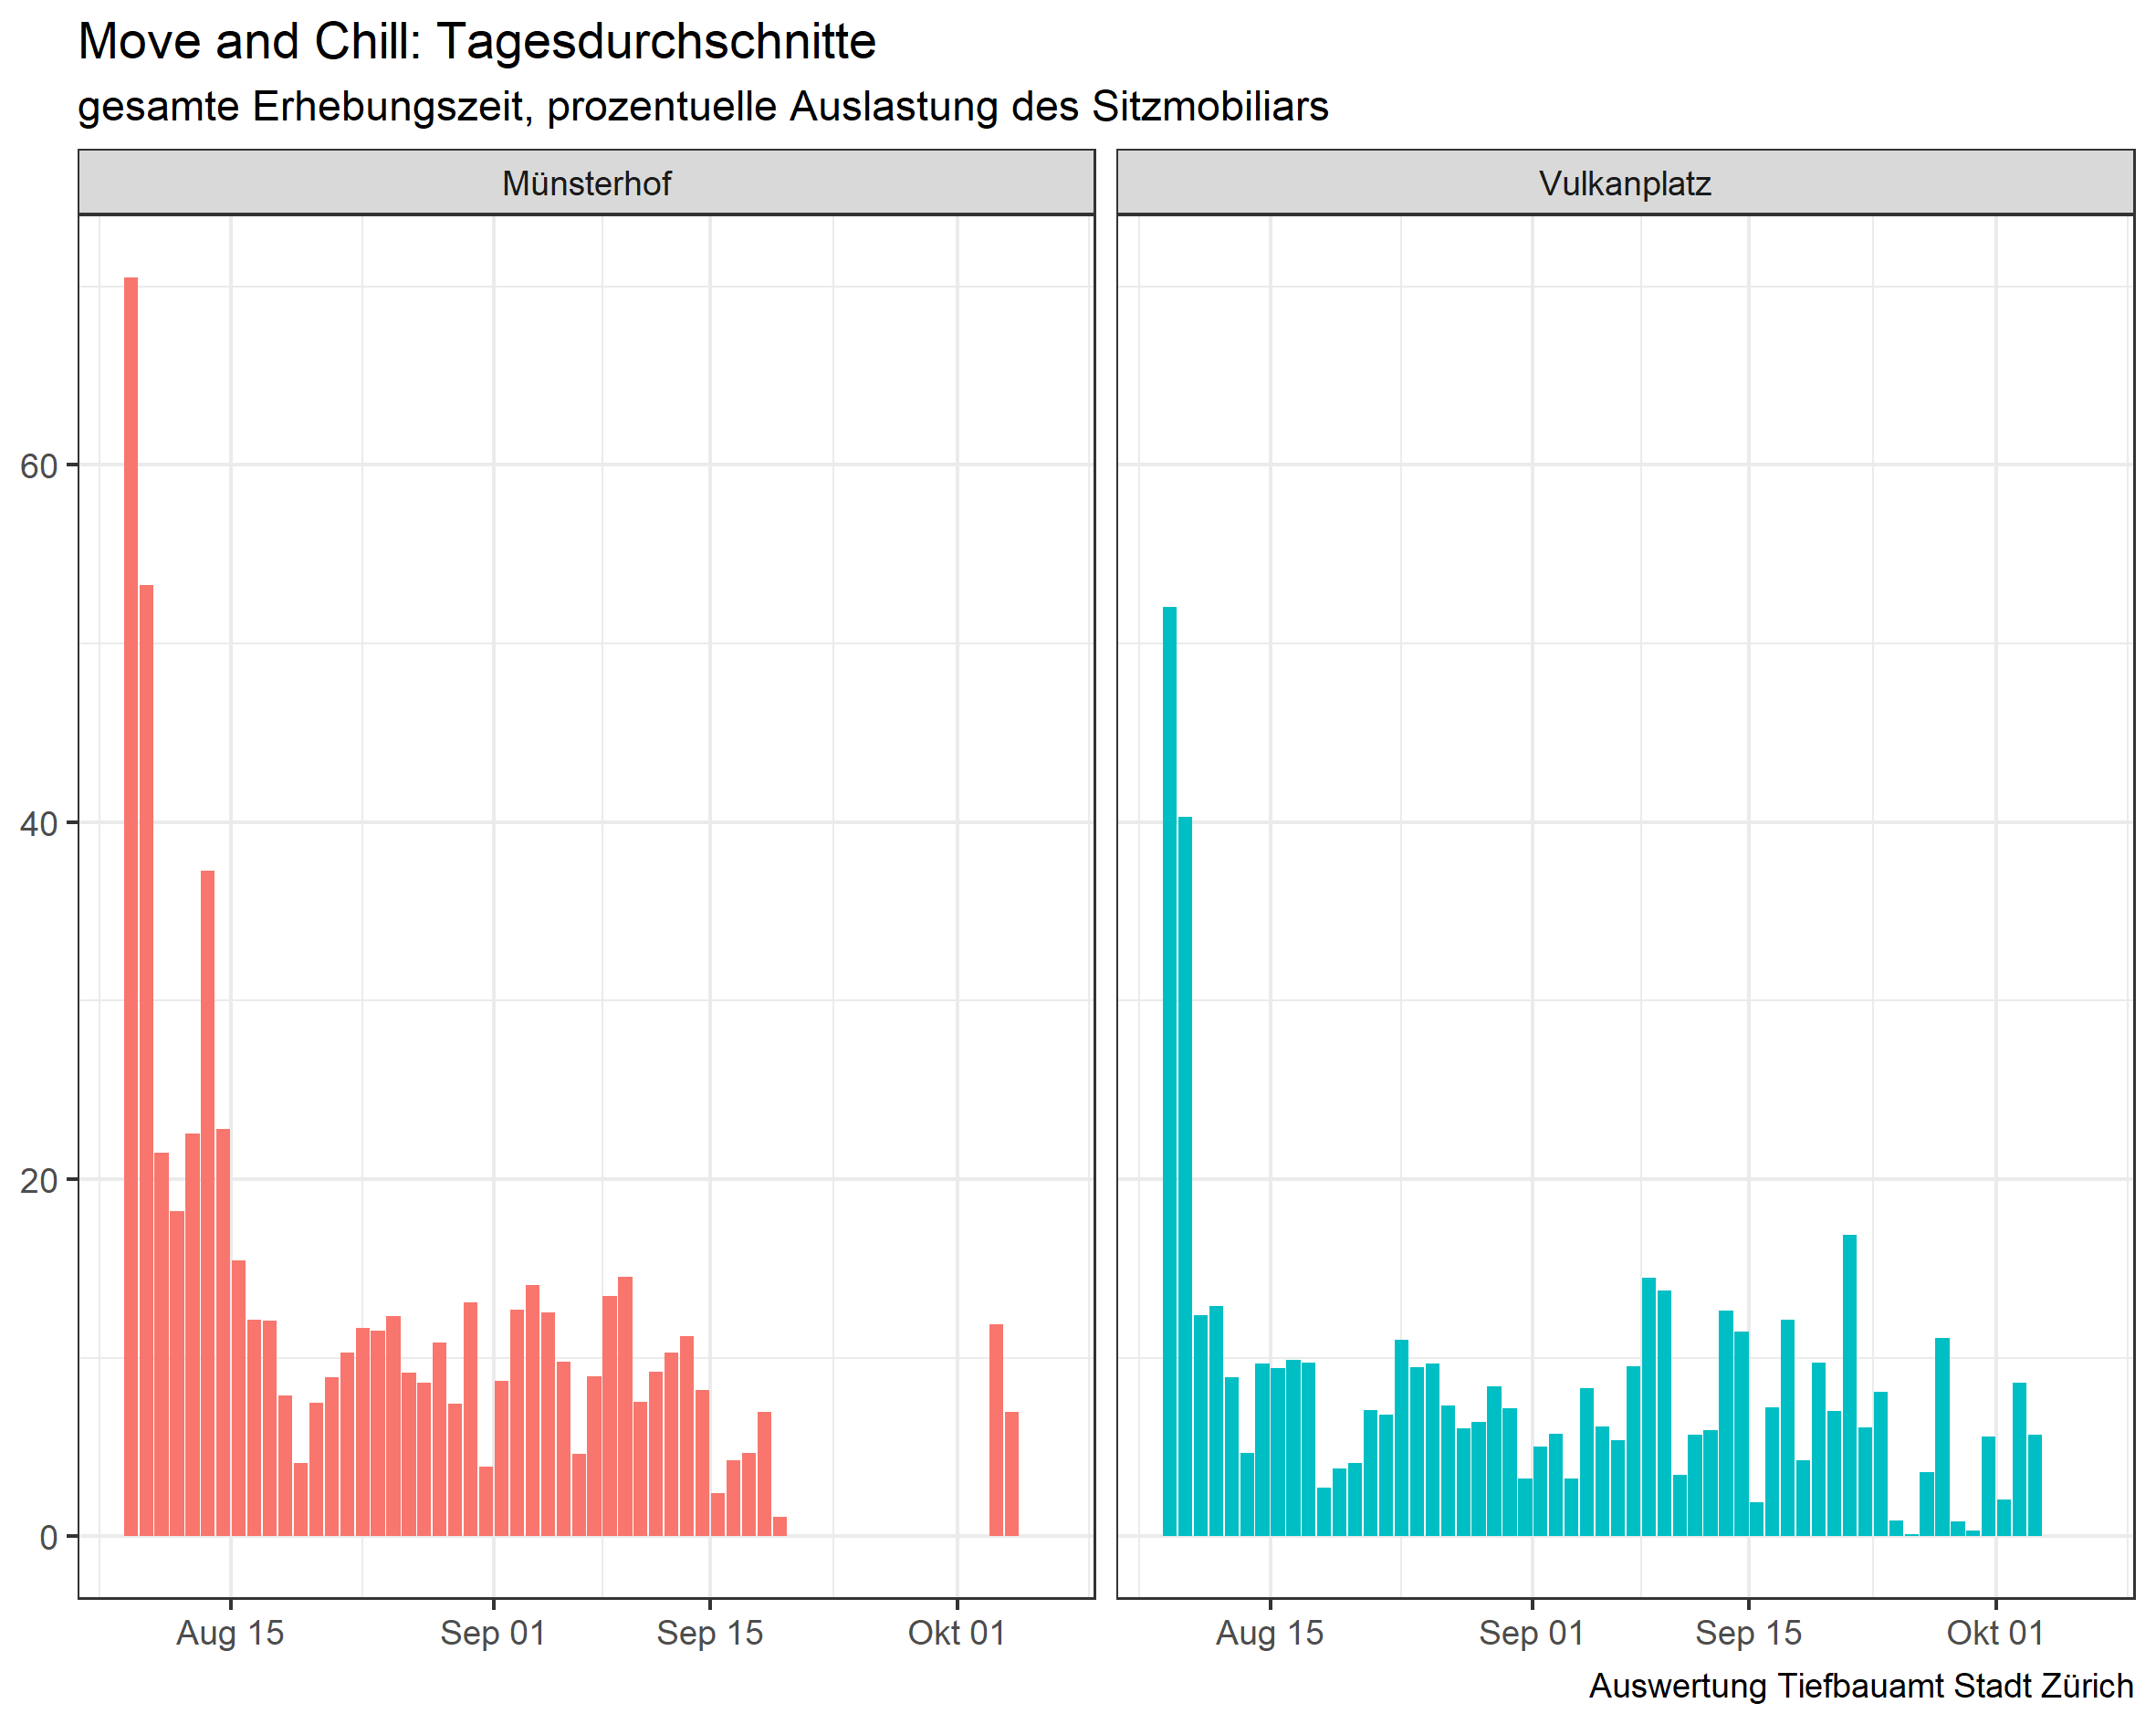 Move and Chill: Tagesdurchschnitte
gesamte Erhebungszeit, prozentuelle Auslastung des Sitzmobiliars
Münsterhof
Vulkanplatz
60
40
20
0
Aug 15
Sep 01
Sep 15
Okt 01
Aug 15
Sep 01
Sep 15
Okt 01
Auswertung Tiefbauamt Stadt Zürich